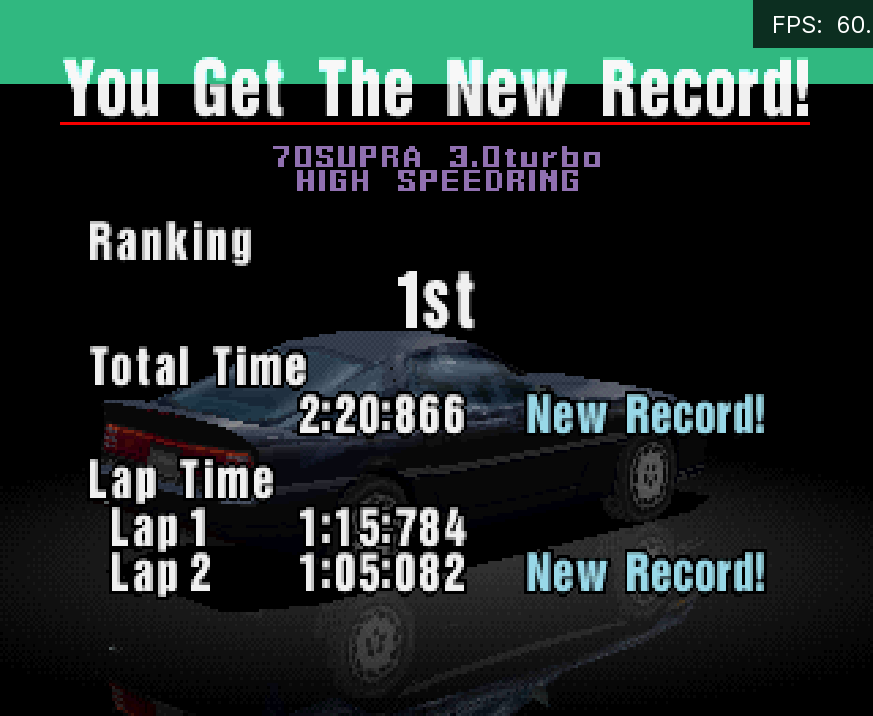 FPS: 60.
You Get The New Record!
70SUPRA 3.0turbo
HIGH SPEEDRING
Ranking
1st
Total Time
2:20:866 New Record!
Lap Time
Lap 1 1:15:784
Lap 2 1:05:082 New Record!